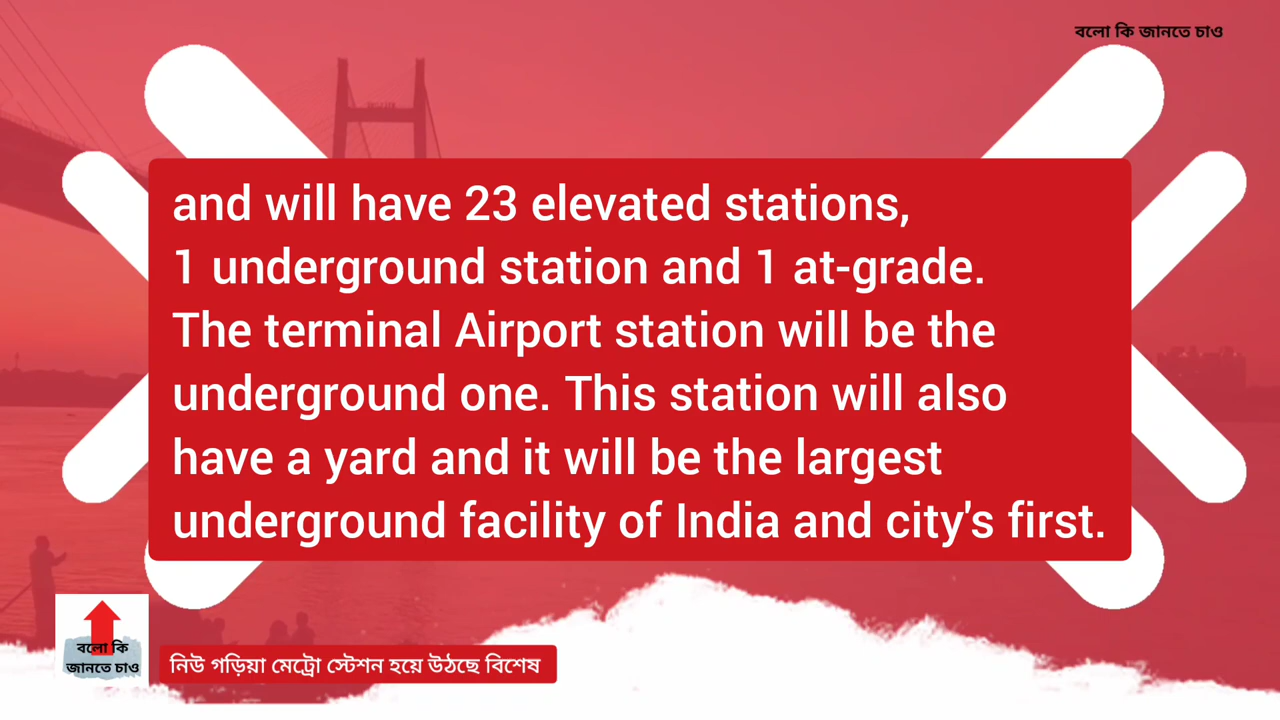 বলো কি জানতে চাও
and will have 23 elevated stations,
1 underground station and 1 at-grade.
The terminal Airport station will be the
underground one. This station will also
have a yard and it will be the largest
underground facility of India and city's first.
বলো কি
জানতে চাও
নিউ গড়িয়া মেট্রো স্টেশন হয়ে উঠছে বিশেষ